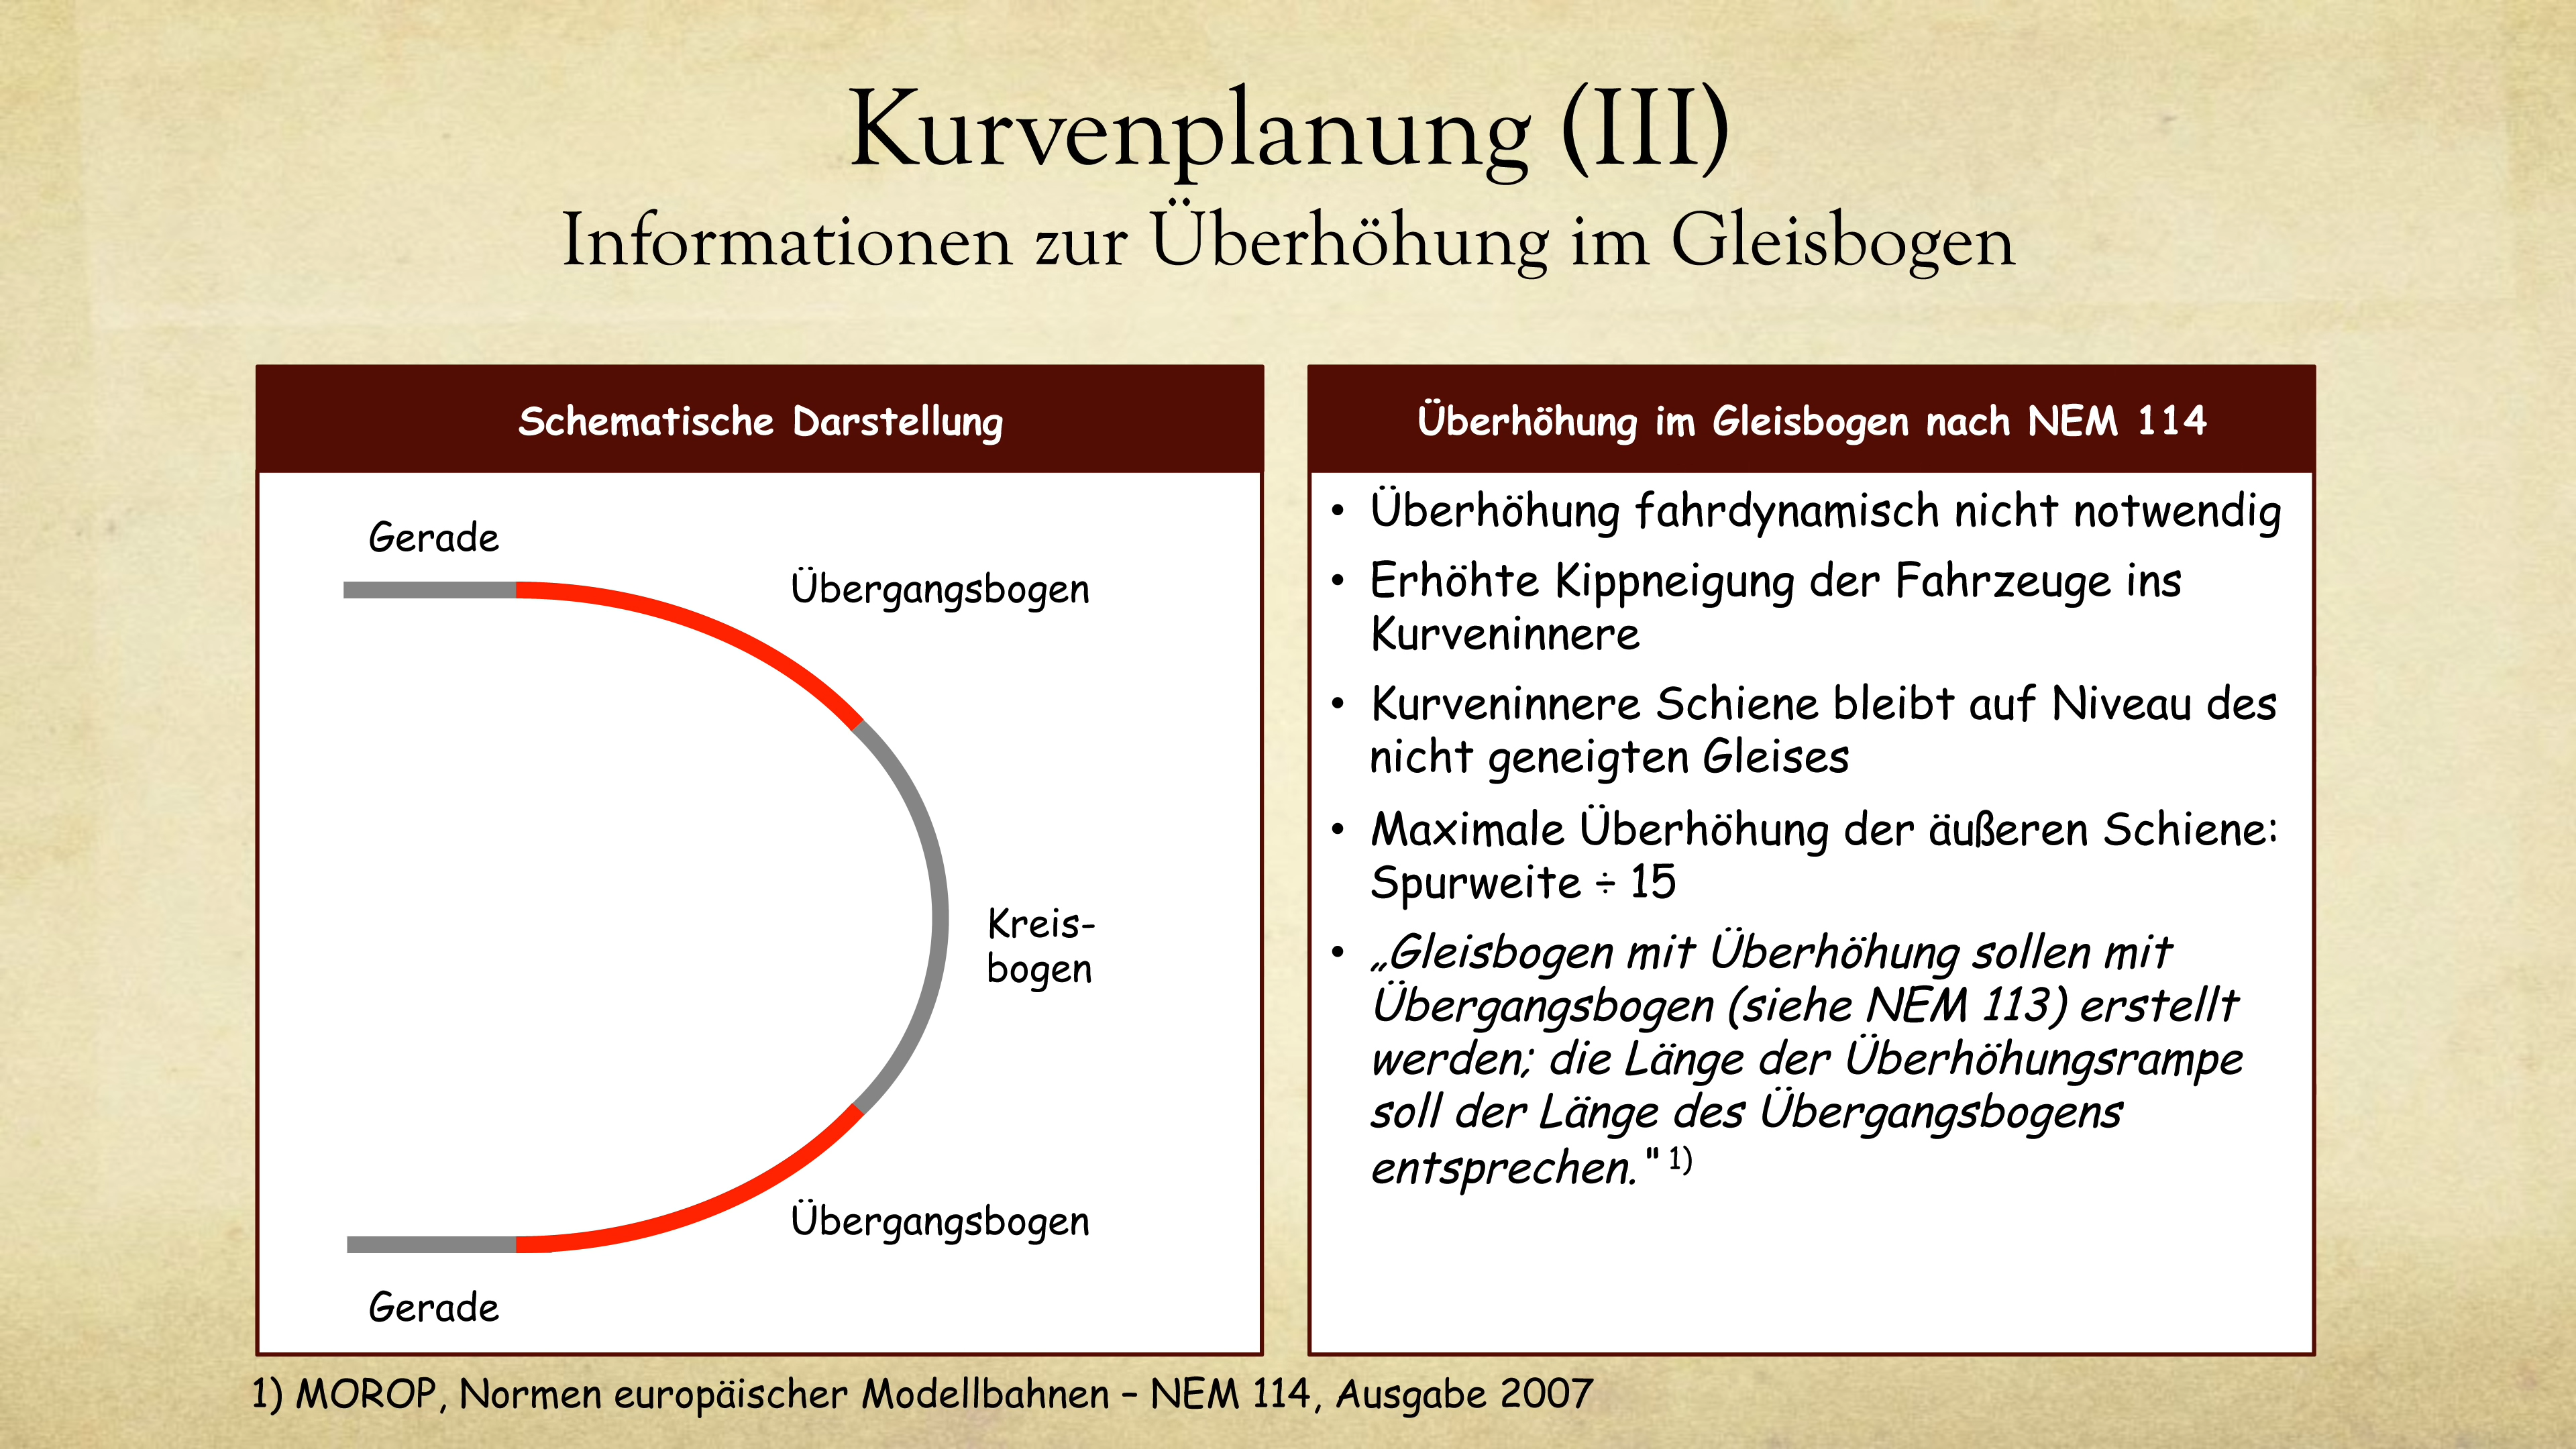 Kurvenplanung (III)
Informationen zur Überhöhung im Gleisbogen
Schematische Darstellung
Gerade
Übergangsbogen
Kreis-
bogen
Übergangsbogen
Gerade
Überhöhung im Gleisbogen nach NEM 114
• Überhöhung fahrdynamisch nicht notwendig
• Erhöhte Kippneigung der Fahrzeuge ins
Kurveninnere
• Kurveninnere Schiene bleibt auf Niveau des
nicht geneigten Gleises
• Maximale Überhöhung der äußeren Schiene:
Spurweite ÷ 15
• „Gleisbogen mit Überhöhung sollen mit
Übergangsbogen (siehe NEM 113) erstellt
werden; die Länge der Überhöhungsrampe
soll der Länge des Übergangsbogens
entsprechen." 1)
1) MOROP, Normen europäischer Modellbahnen – NEM 114, Ausgabe 2007